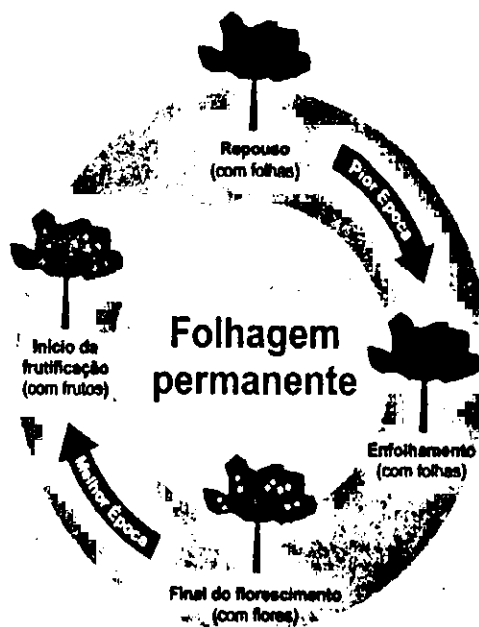 Repouso
(com folhas)
Pior Época
Início da
frutificação
(com frutos)
Folhagem
permanente
Enfolhamento
(com folhas)
Melhor Época
Final do florescimento
(com flores)